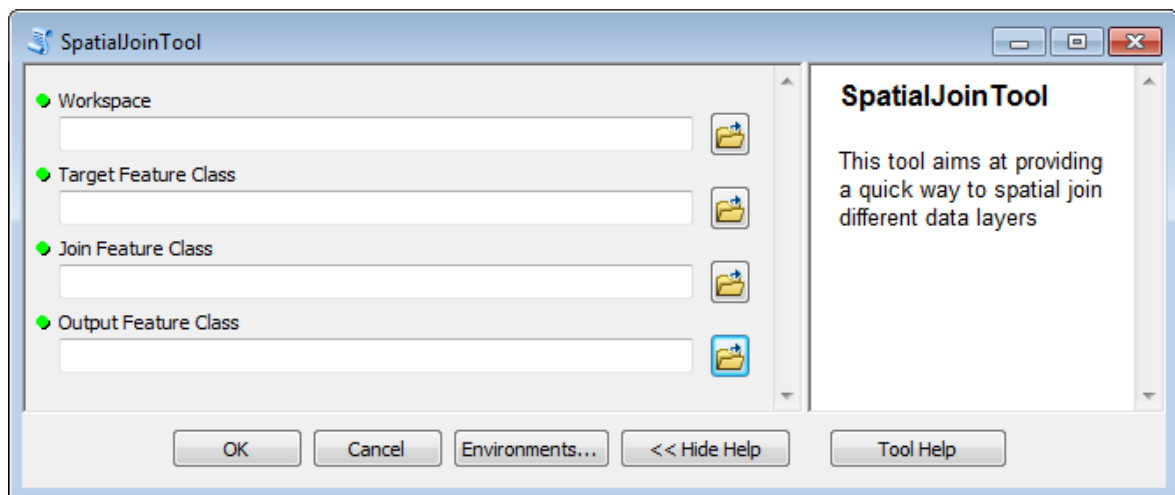 SpatialJoinTool
Workspace
Target Feature Class
Join Feature Class
Output Feature Class
SpatialJoinTool
This tool aims at providing
a quick way to spatial join
different data layers
OK
Cancel
Environments...
<< Hide Help
Tool Help